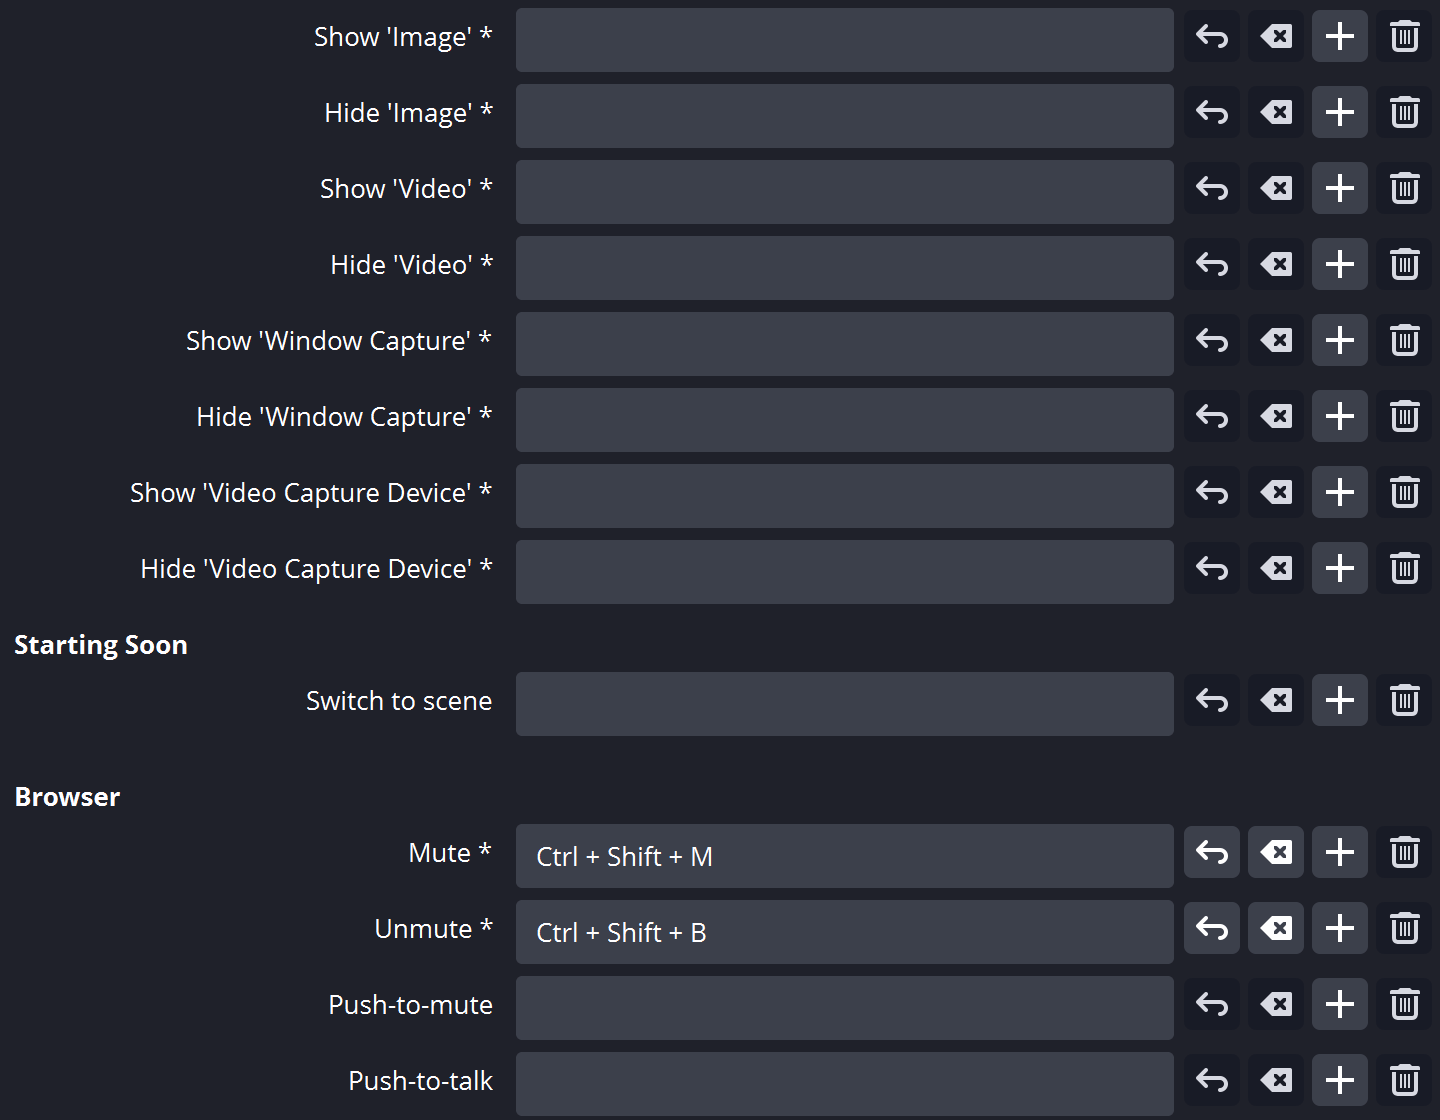 Show 'Image' *
Hide 'Image' *
Show 'Video' *
Hide 'Video' *
Show 'Window Capture' *
Hide 'Window Capture' *
Show 'Video Capture Device' *
Hide 'Video Capture Device' *
Starting Soon
Switch to scene
Browser
Mute * Ctrl + Shift + M
Unmute * Ctrl + Shift + B
Push-to-mute
Push-to-talk